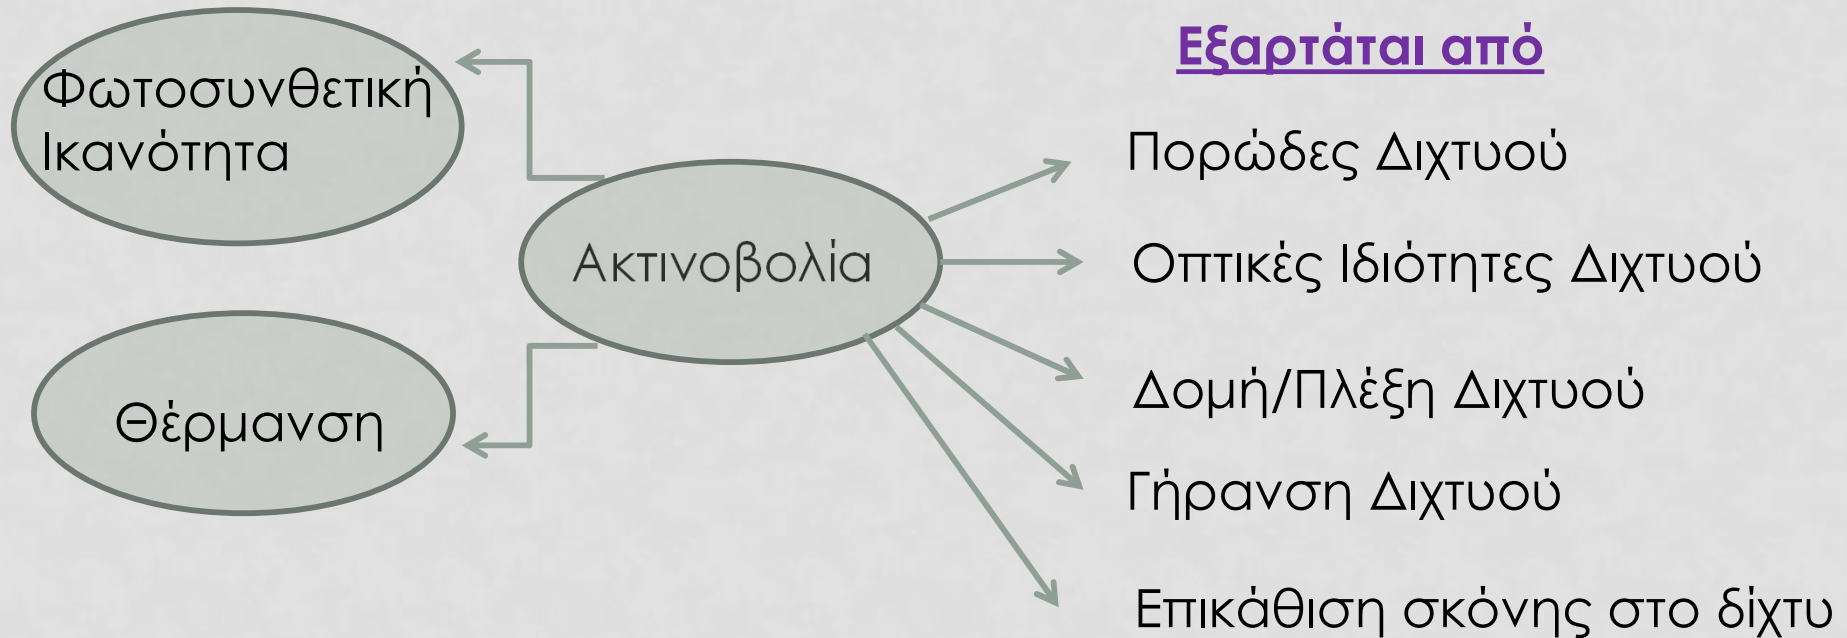 Φωτοσυνθετική
Ικανότητα
Θέρμανση
Ακτινοβολία
Εξαρτάται από
Πορώδες Διχτυού
Οπτικές Ιδιότητες Διχτυού
Δομή/Πλέξη Διχτυού
Γήρανση Διχτυού
Επικάθιση σκόνης στο δίχτυ